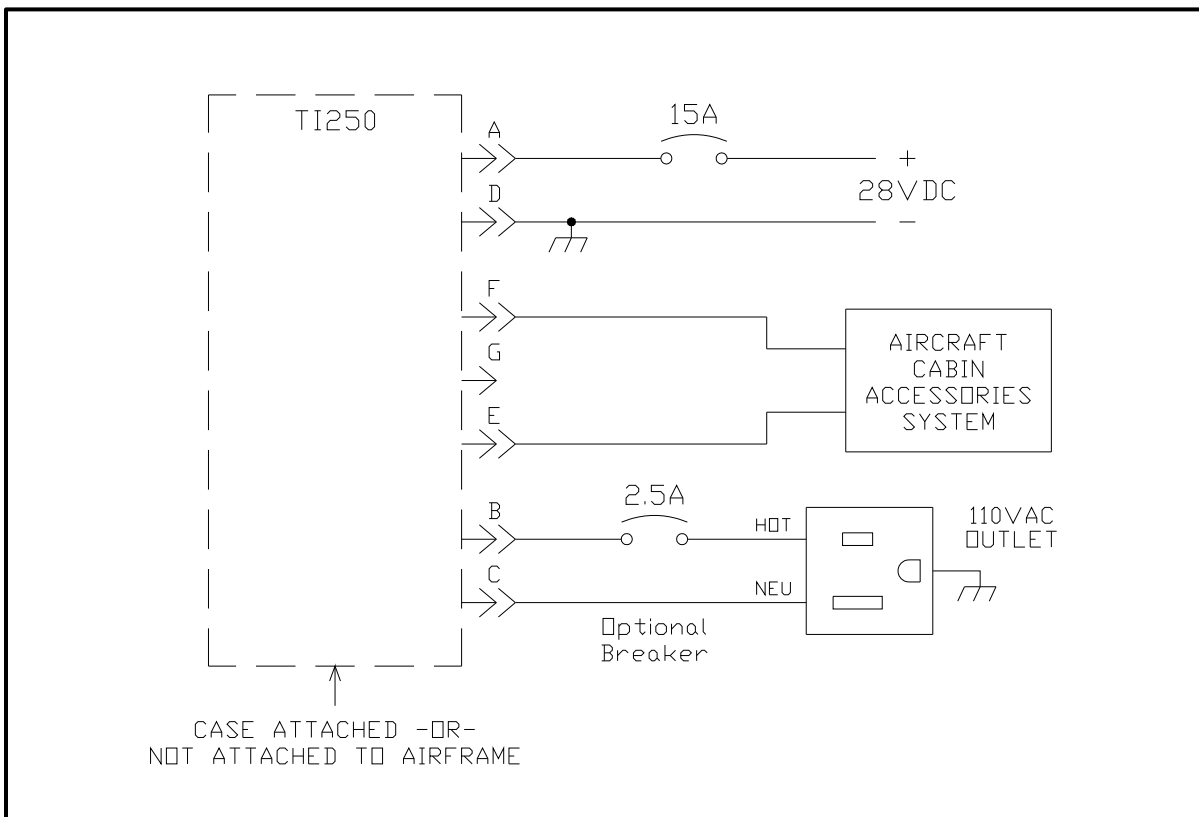 TI250
A
15A
+
28VDC
D
-
F
G
E
AIRCRAFT
CABIN
ACCESSORIES
SYSTEM
B
2.5A
HOT
110VAC
OUTLET
C
NEU
Optional
Breaker
CASE ATTACHED -OR-
NOT ATTACHED TO AIRFRAME